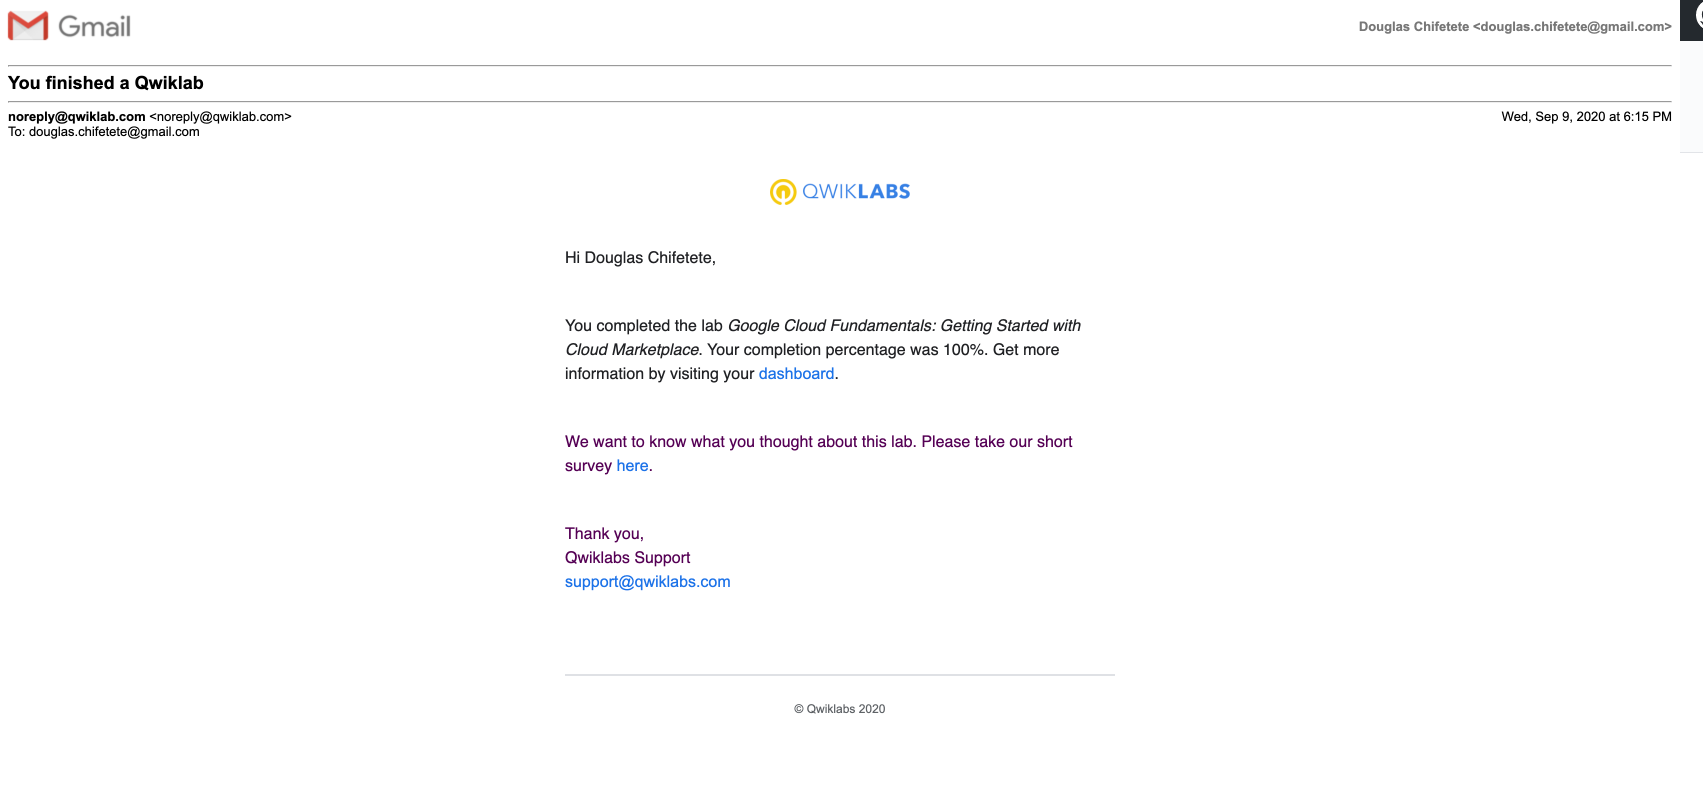 Gmail
Douglas Chifetete <douglas.chifetete@gmail.com>
You finished a Qwiklab
noreply@qwiklab.com <noreply@qwiklab.com>
Wed, Sep 9, 2020 at 6:15 PM
To: douglas.chifetete@gmail.com
QWIKLABS
Hi Douglas Chifetete,
You completed the lab Google Cloud Fundamentals: Getting Started with
Cloud Marketplace. Your completion percentage was 100%. Get more
information by visiting your dashboard.
We want to know what you thought about this lab. Please take our short
survey here.
Thank you,
Qwiklabs Support
support@qwiklabs.com
© Qwiklabs 2020